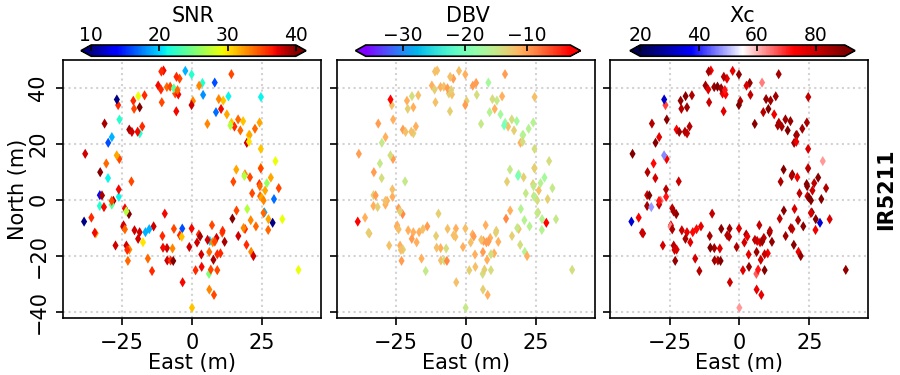 SNR DBV Xc
10 20 30 40 −30 −20 −10 20 40 60 80
40
20
0
−20
−40
North (m)
−25 0 25 −25 0 25 −25 0 25
East (m) East (m) East (m)
IR5211